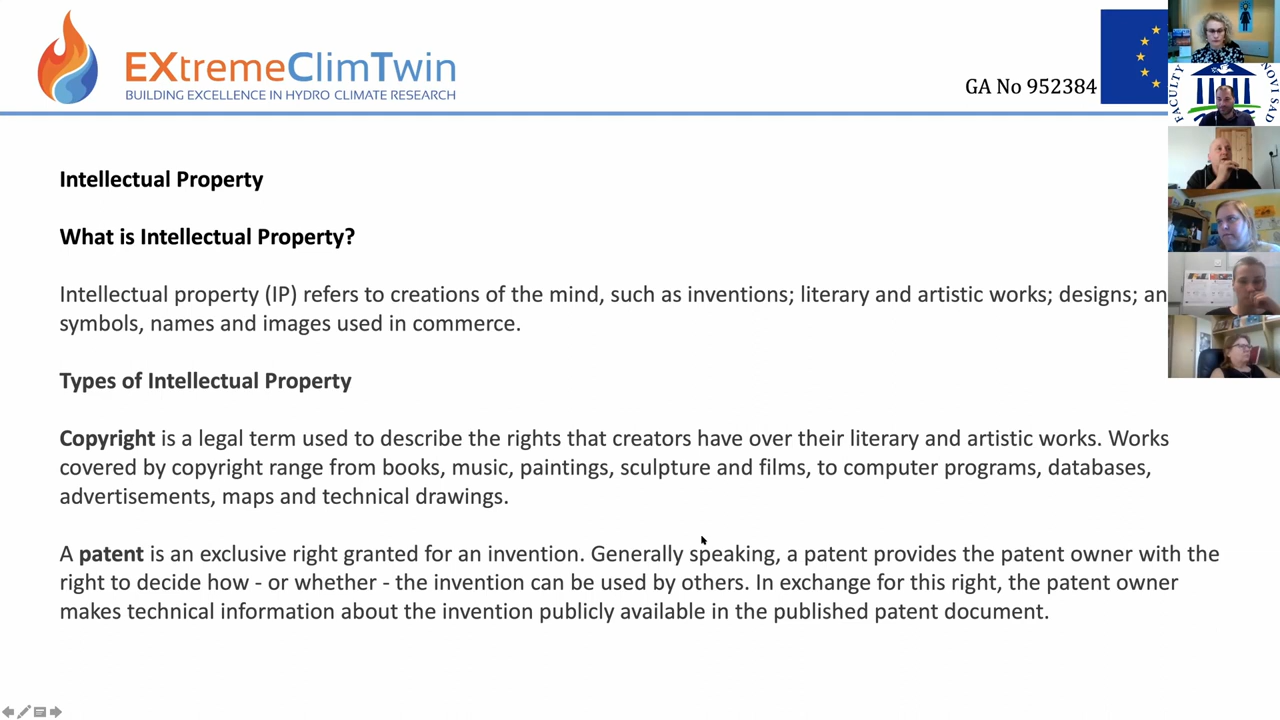 EXtremeClimTwin
BUILDING EXCELLENCE IN HYDRO CLIMATE RESEARCH
GA No 952384
FACULTY
NOVI SAD
Intellectual Property
What is Intellectual Property?
Intellectual property (IP) refers to creations of the mind, such as inventions; literary and artistic works; designs; an
symbols, names and images used in commerce.
Types of Intellectual Property
Copyright is a legal term used to describe the rights that creators have over their literary and artistic works. Works
covered by copyright range from books, music, paintings, sculpture and films, to computer programs, databases,
advertisements, maps and technical drawings.
A patent is an exclusive right granted for an invention. Generally speaking, a patent provides the patent owner with the
right to decide how - or whether - the invention can be used by others. In exchange for this right, the patent owner
makes technical information about the invention publicly available in the published patent document.